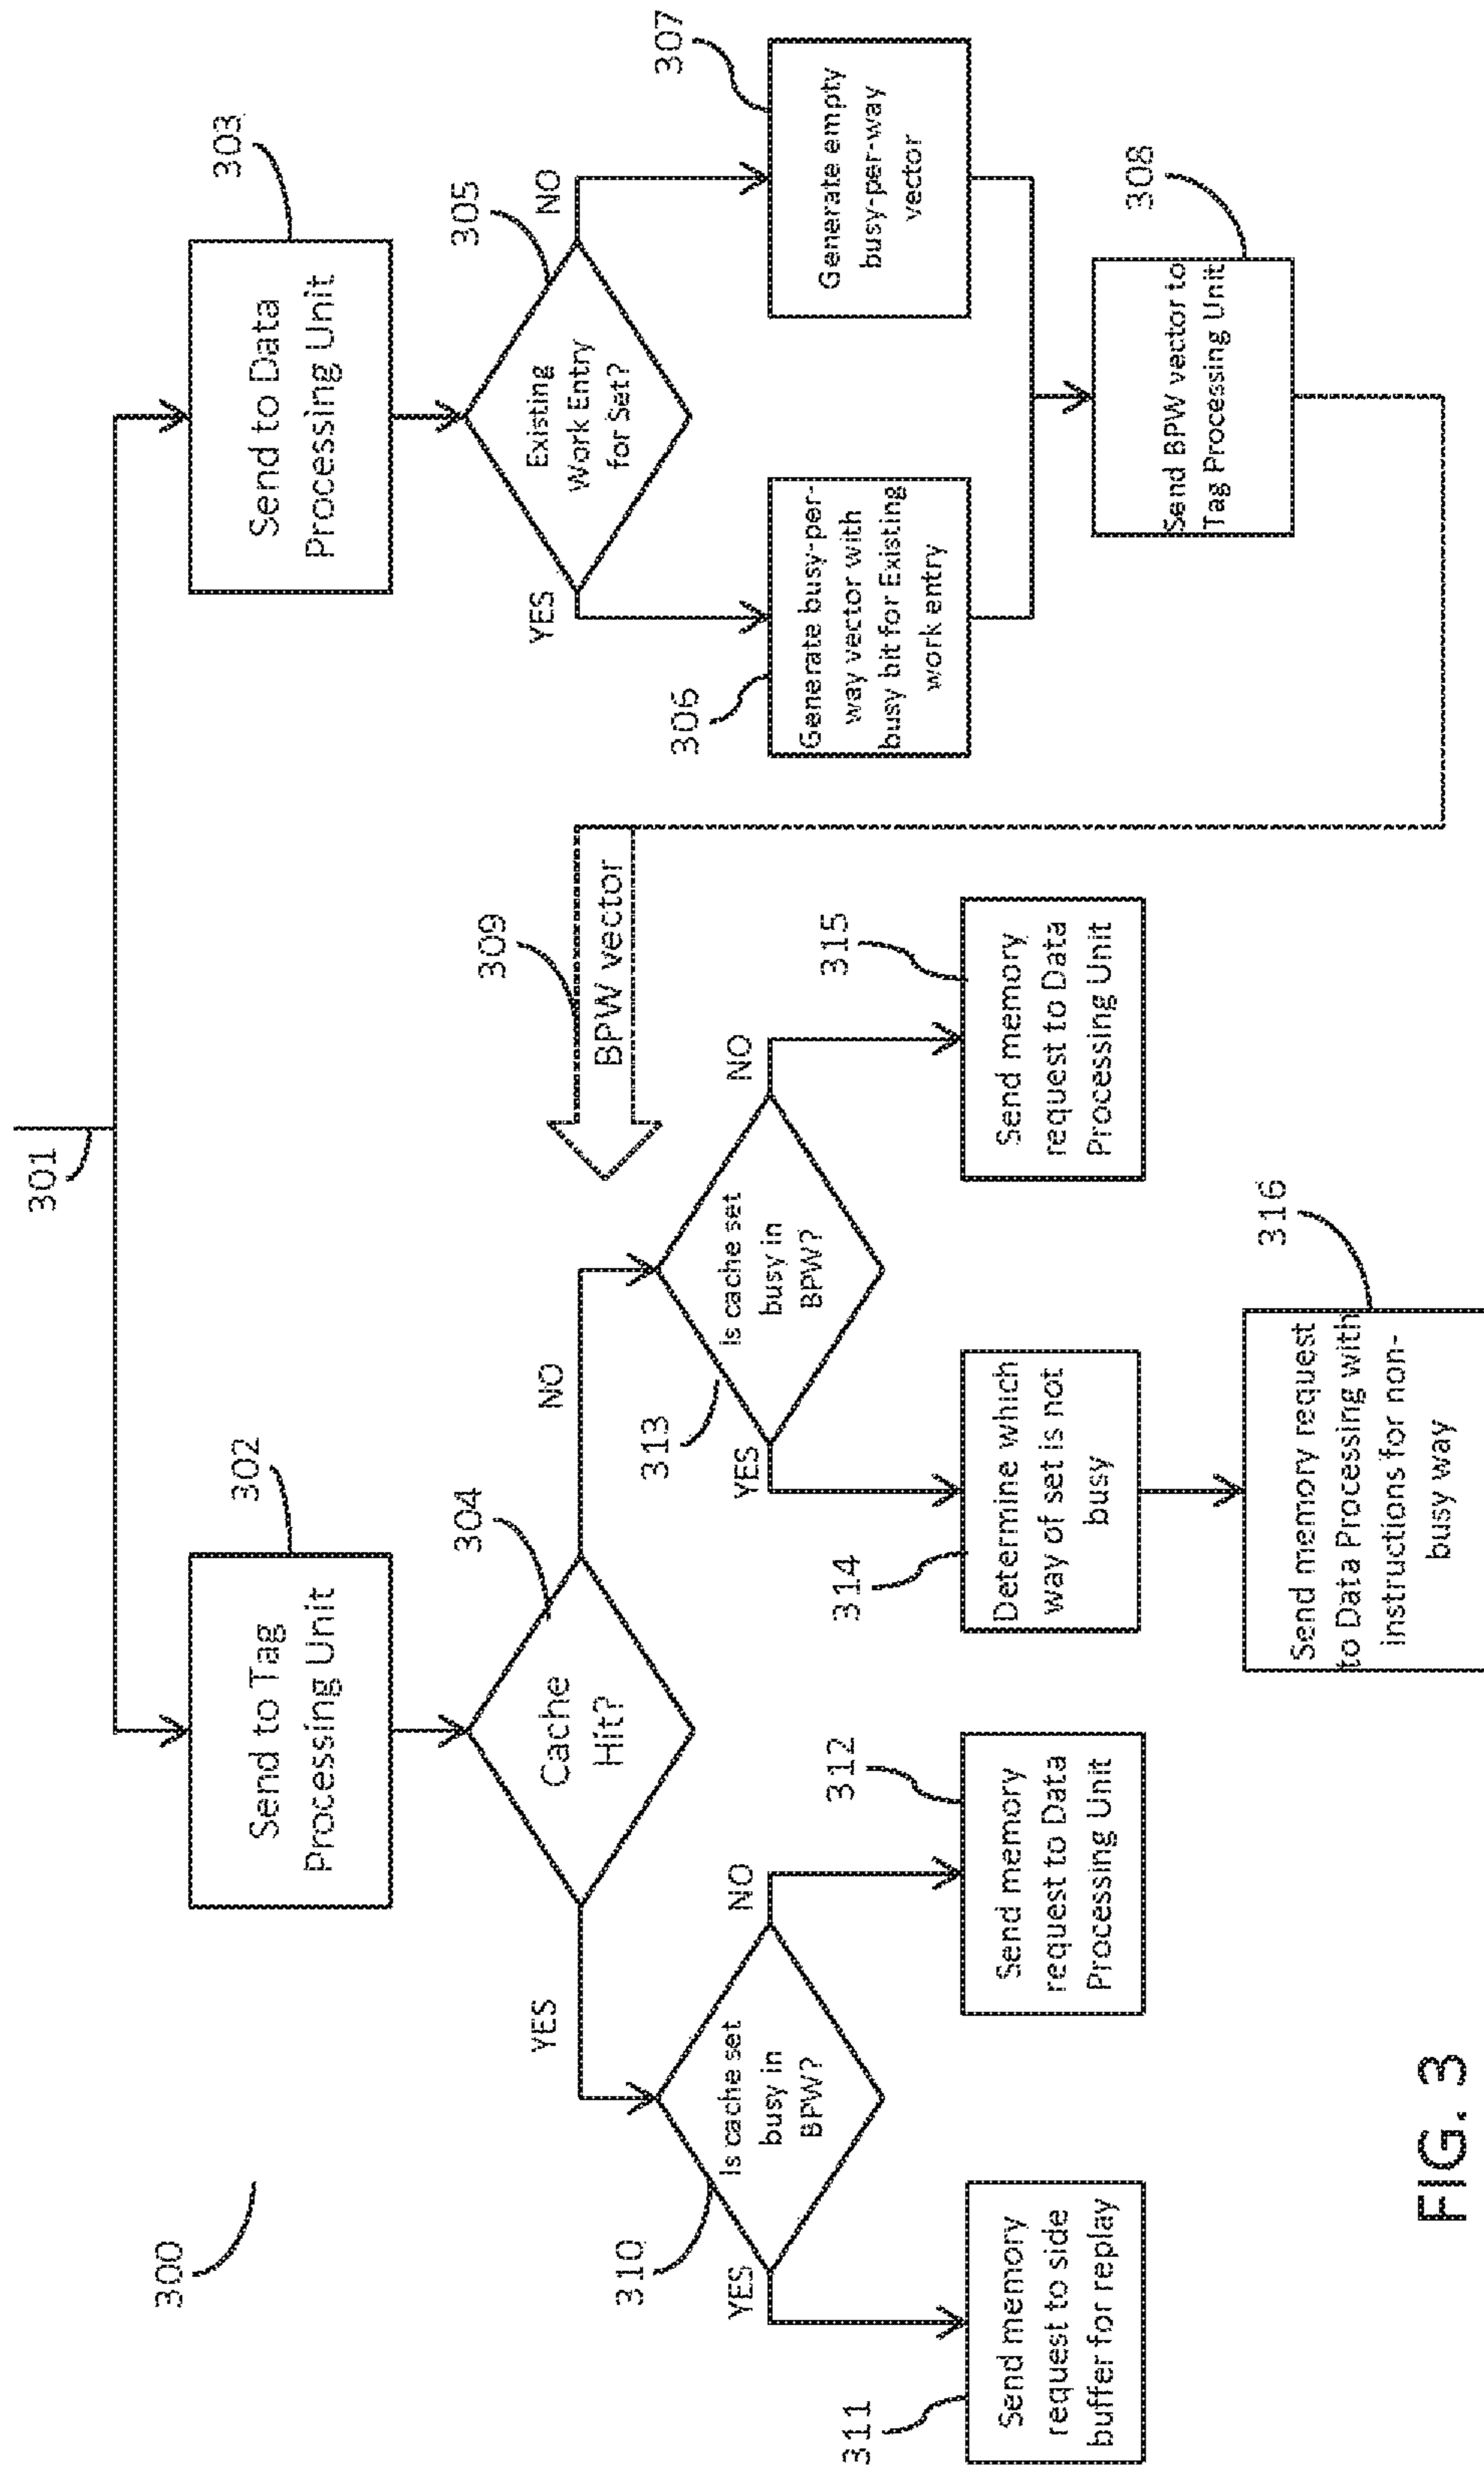 300
301
302
Send to Tag
Processing Unit
303
Send to Data
Processing Unit
304
Cache
Hit?
YES
NO
305
Existing
Work Entry
for Set?
YES
NO
306
Generate busy-per-
way vector with
busy bit for Existing
work entry
307
Generate empty
busy-per-way
vector
308
Send BPW vector to
Tag Processing Unit
309
BPW vector
310
Is cache set
busy in
BPW?
YES
NO
311
Send memory
request to side
buffer for replay
312
Send memory
request to Data
Processing Unit
313
Is cache set
busy in
BPW?
YES
NO
314
Determine which
way of set is not
busy
315
Send memory
request to Data
Processing Unit
316
Send memory request
to Data Processing with
instructions for non-
busy way
FIG. 3